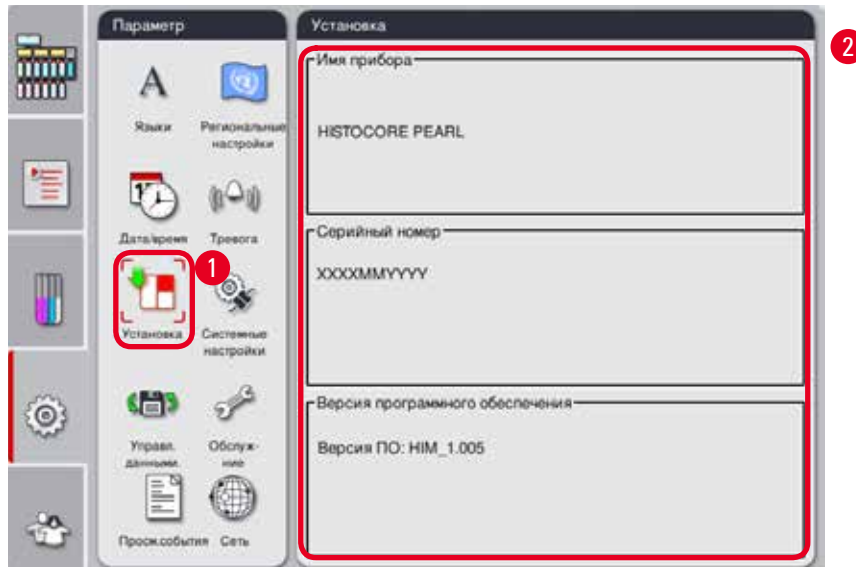 Параметр
Установка
Языки
Региональные
настройки
Дата/время
Тревога
Установка
Системные
настройки
Управл.
данными.
Обслуж-
ние
Просм.события
Сеть
Имя прибора
HISTOCORE PEARL
Серийный номер
XXXXMMYYYY
Версия программного обеспечения
Версия ПО: HIM_1.005
1
2